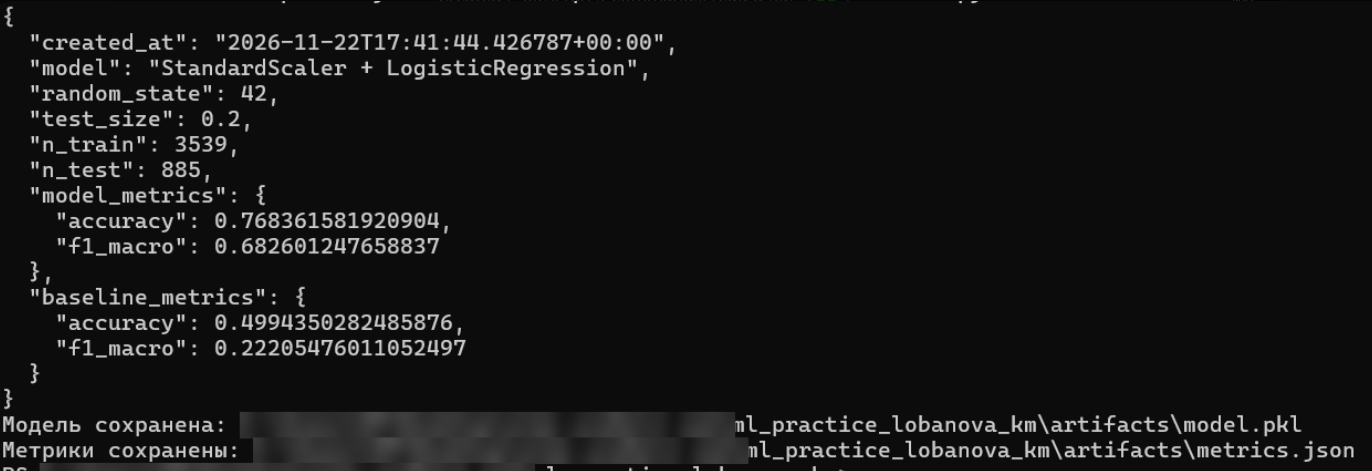 {
  "created_at": "2026-11-22T17:41:44.426787+00:00",
  "model": "StandardScaler + LogisticRegression",
  "random_state": 42,
  "test_size": 0.2,
  "n_train": 3539,
  "n_test": 885,
  "model_metrics": {
    "accuracy": 0.768361581920904,
    "f1_macro": 0.682601247658837
  },
  "baseline_metrics": {
    "accuracy": 0.4994350282485876,
    "f1_macro": 0.22205476011052497
  }
}
Модель сохранена: ml_practice_lobanova_km\artifacts\model.pkl
Метрики сохранены: ml_practice_lobanova_km\artifacts\metrics.json